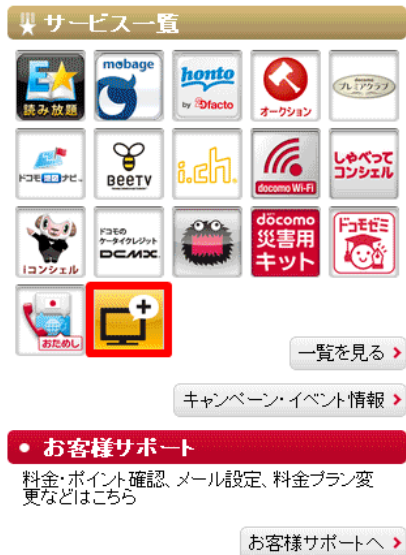 サービス一覧
E★
読み放題
mobage
honto
by 2Dfacto
オークション
docomo
プレミアクラブ
ドコモ地図ナビ
BeeTV
i.ch.
docomo Wi-Fi
しゃべって
コンシェル
iコンシェル
ドコモの
ケータイクレジット
DCMX
docomo
災害用
キット
ドコモゼミ
おためし
一覧を見る
キャンペーン・イベント情報
お客様サポート
料金・ポイント確認、メール設定、料金プラン変
更などはこちら
お客様サポートへ